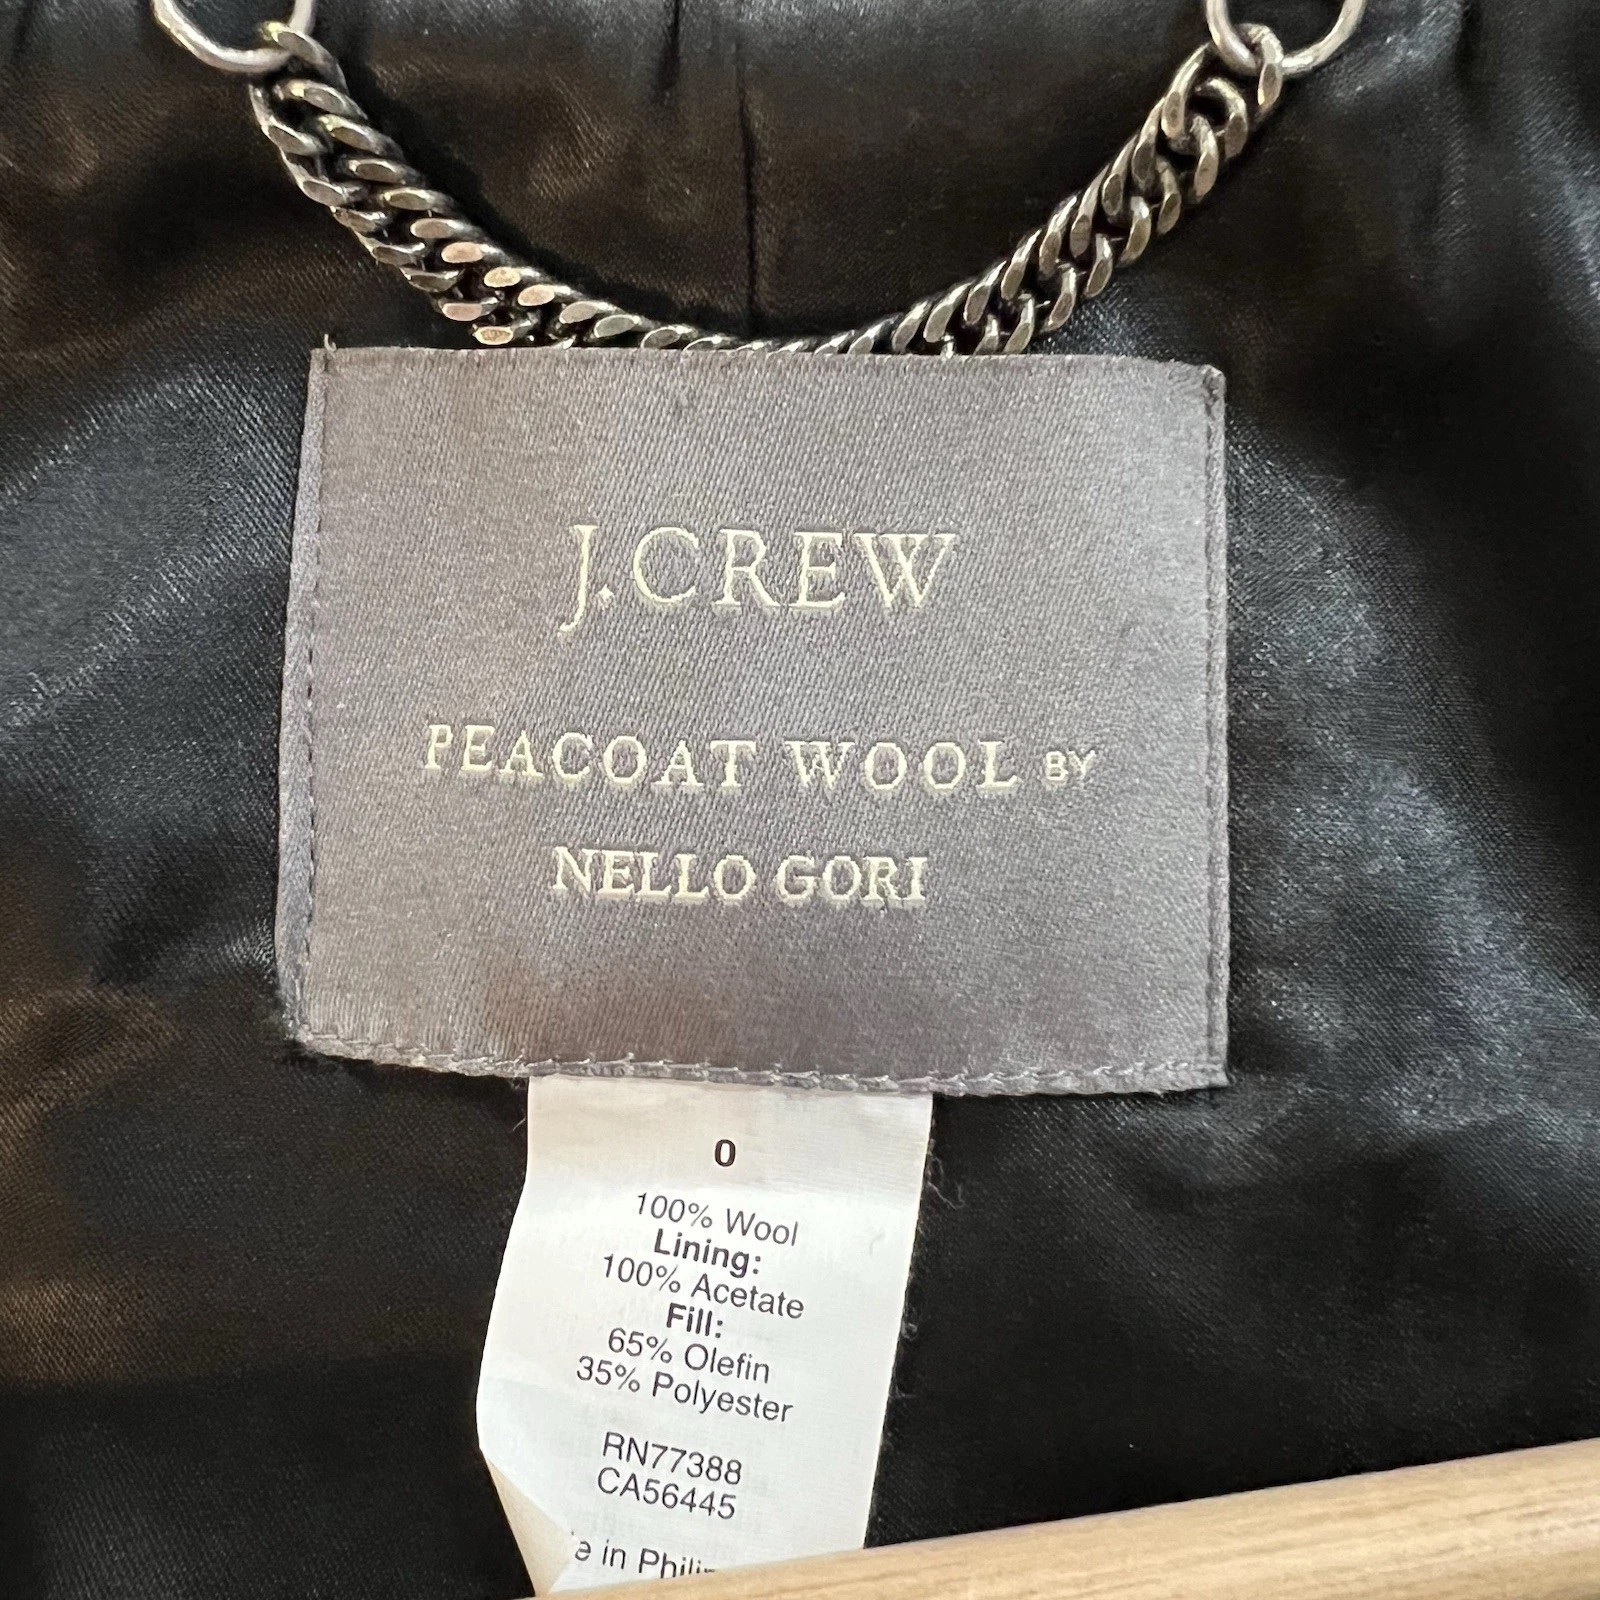 J.CREW
PEACOAT WOOL BY
NELLO GORI
0
100% Wool
Lining:
100% Acetate
Fill:
65% Olefin
35% Polyester
RN77388
CA56445
in